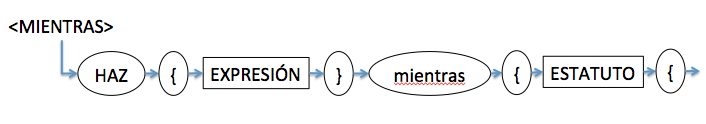 <MIENTRAS>
HAZ { EXPRESIÓN } mientras { ESTATUTO {